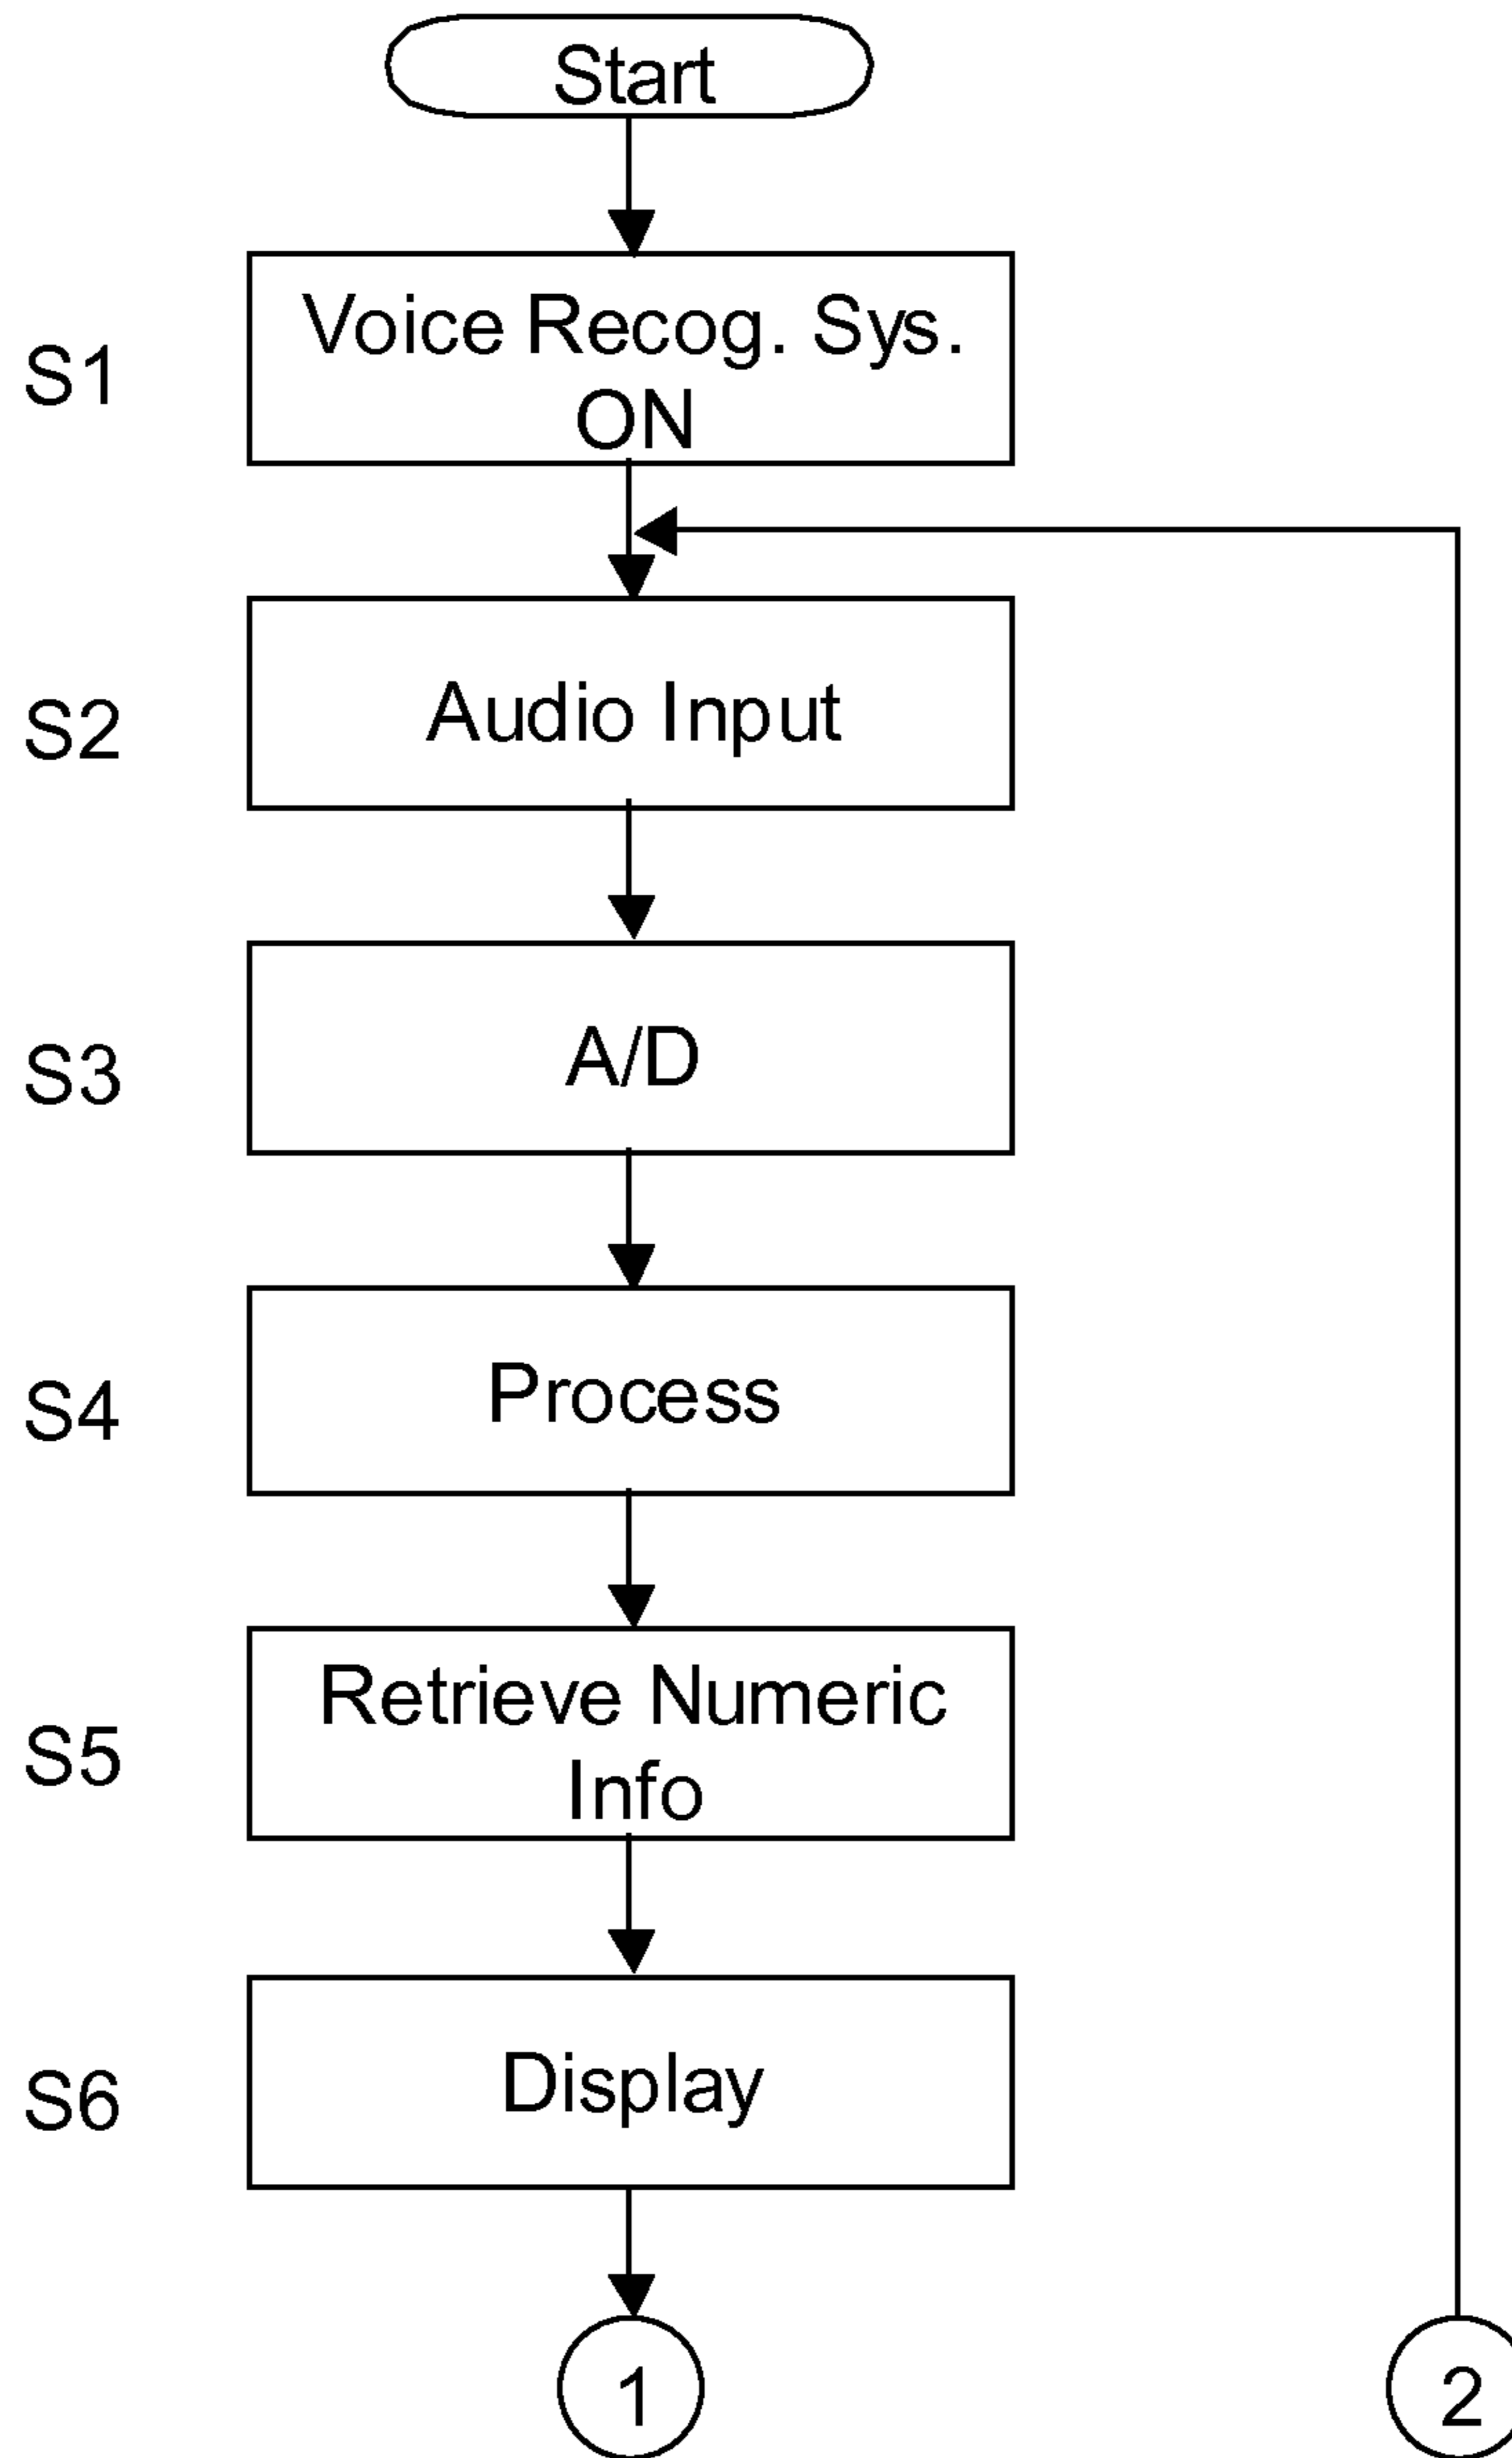 Start
S1
Voice Recog. Sys.
ON
S2
Audio Input
S3
A/D
S4
Process
S5
Retrieve Numeric
Info
S6
Display
1
2